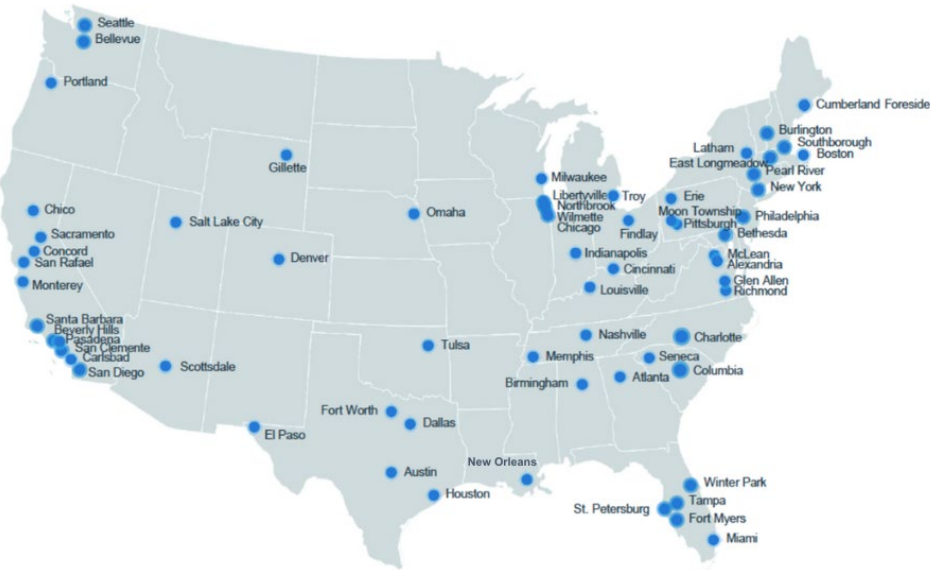 Seattle
Bellevue
Portland
Cumberland Foreside
Burlington
Southborough
Latham
Boston
East Longmeadow
Pearl River
New York
Gillette
Milwaukee
Libertyville
Troy
Erie
Northbrook
Chico
Omaha
Moon Township
Philadelphia
Wilmette
Salt Lake City
Pittsburgh
Chicago
Findlay
Bethesda
Sacramento
Concord
Denver
Indianapolis
McLean
San Rafael
Alexandria
Cincinnati
Monterey
Louisville
Glen Allen
Richmond
Santa Barbara
Beverly Hills
Pasadena
San Clemente
Carlsbad
San Diego
Scottsdale
Tulsa
Nashville
Charlotte
Memphis
Seneca
Birmingham
Atlanta
Columbia
Fort Worth
Dallas
El Paso
Austin
New Orleans
Houston
Winter Park
Tampa
St. Petersburg
Fort Myers
Miami